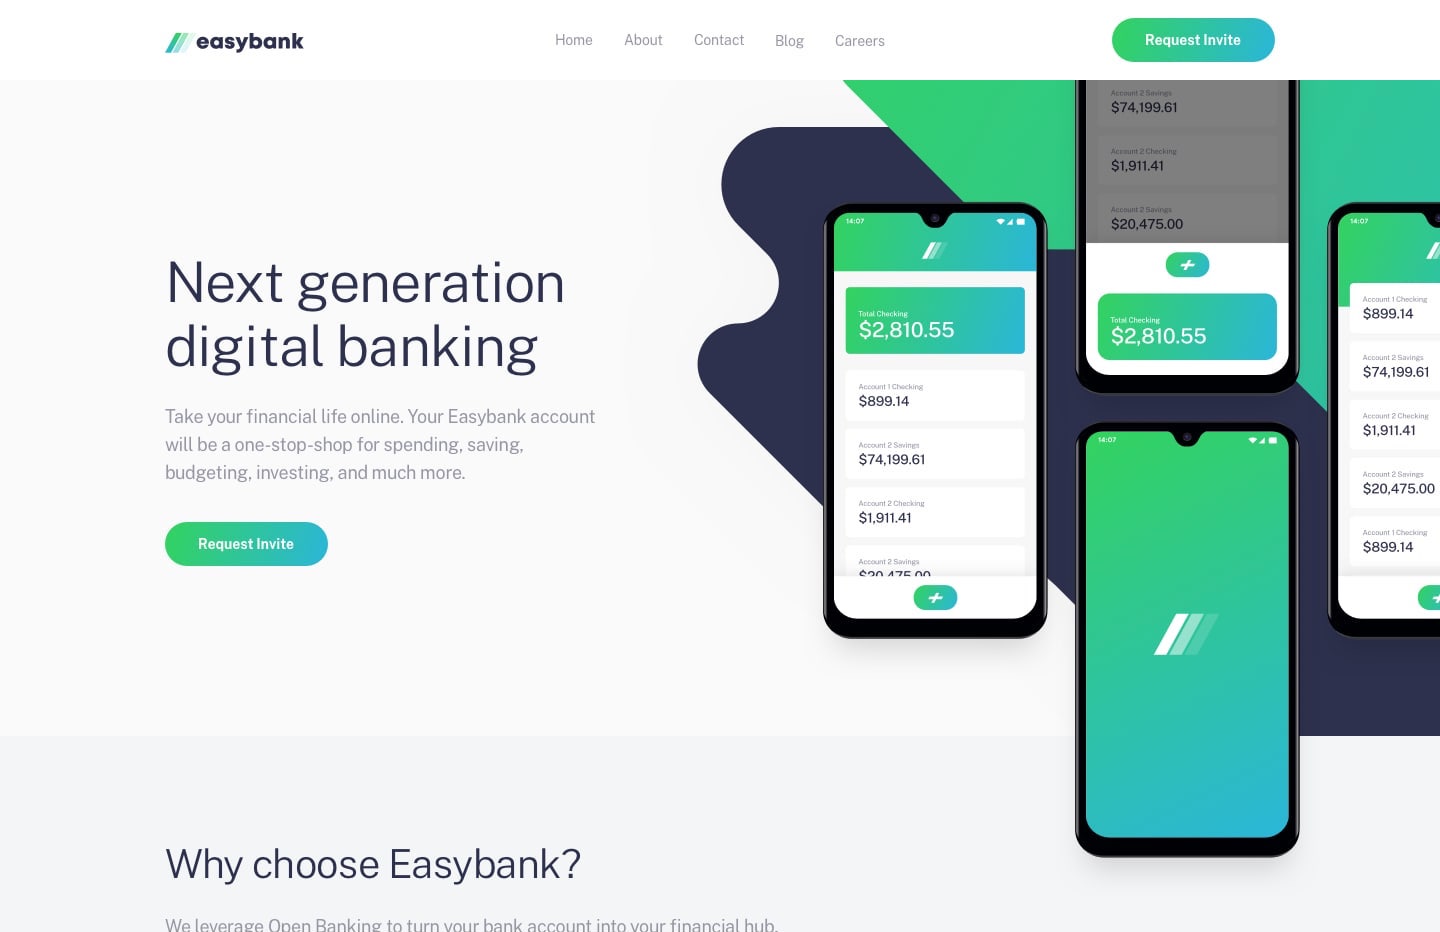 easybank
Home
About
Contact
Blog
Careers
Request Invite
Next generation
digital banking
Take your financial life online. Your Easybank account
will be a one-stop-shop for spending, saving,
budgeting, investing, and much more.
Request Invite
14:07
Total Checking
$2,810.55
Account 1 Checking
$899.14
Account 2 Savings
$74,199.61
Account 2 Checking
$1,911.41
Account 2 Savings
$20,475.00
Account 2 Savings
$74,199.61
Account 2 Checking
$1,911.41
Account 2 Savings
$20,475.00
Total Checking
$2,810.55
14:07
14:07
Account 1 Checking
$899.14
Account 2 Savings
$74,199.61
Account 2 Checking
$1,911.41
Account 2 Savings
$20,475.00
Account 1 Checking
$899.14
Why choose Easybank?
We leverage Open Banking to turn your bank account into your financial hub.